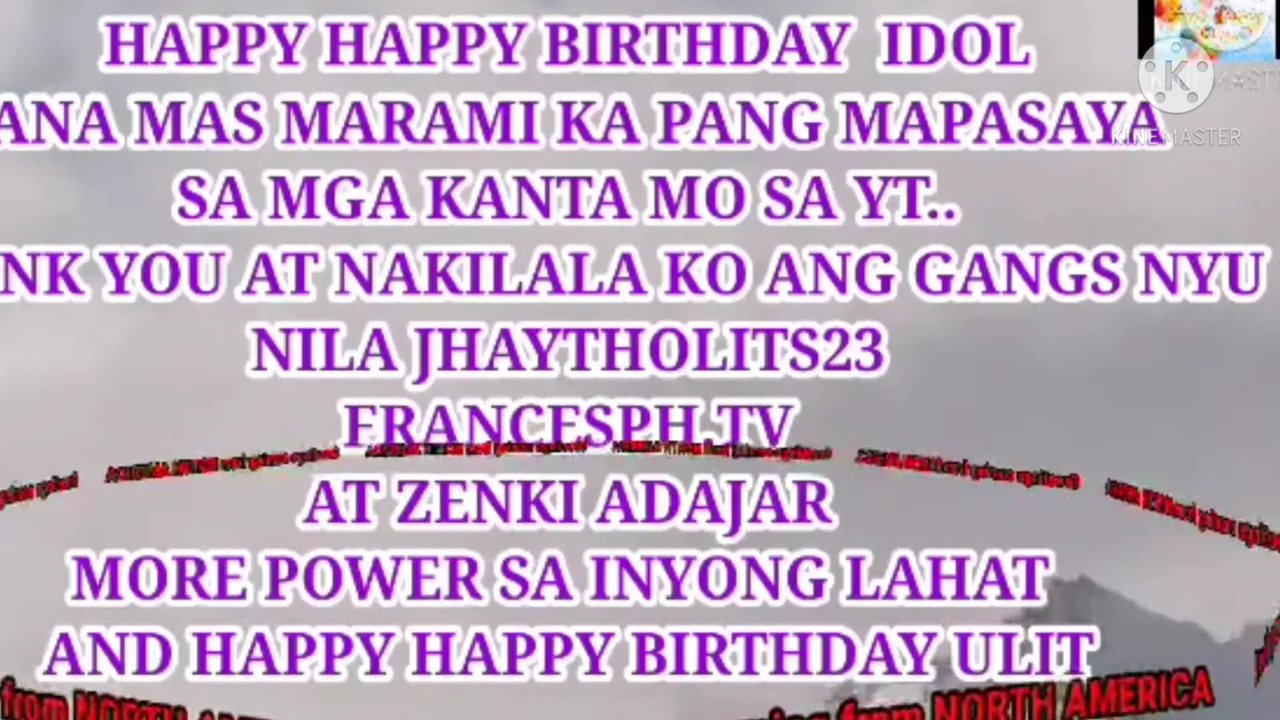 HAPPY HAPPY BIRTHDAY IDOL
ANA MAS MARAMI KA PANG MAPASAYA
SA MGA KANTA MO SA YT..
NK YOU AT NAKILALA KO ANG GANGS NYU
NILA JHAYTHOLITS23
FRANCESPH TV
AT ZENKI ADAJAR
MORE POWER SA INYONG LAHAT
AND HAPPY HAPPY BIRTHDAY ULIT
from NORTH
from NORTH AMERICA
KINEMASTER